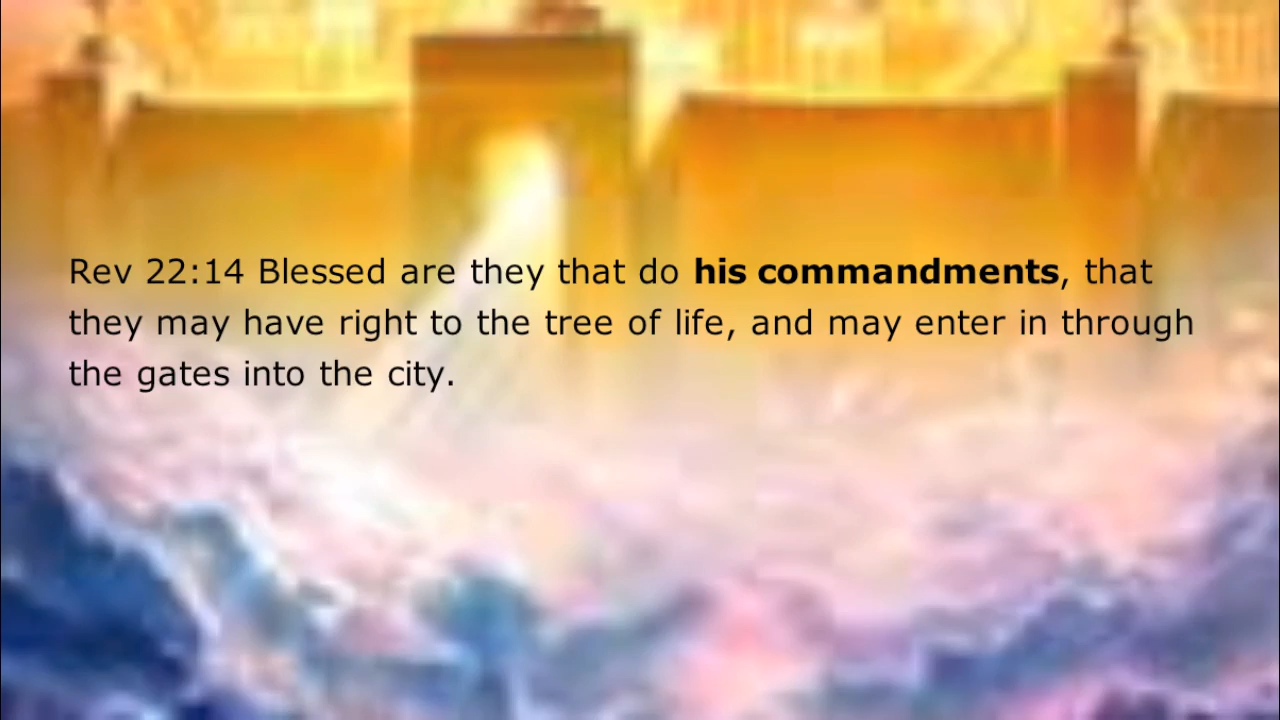 Rev 22:14 Blessed are they that do his commandments, that
they may have right to the tree of life, and may enter in through
the gates into the city.